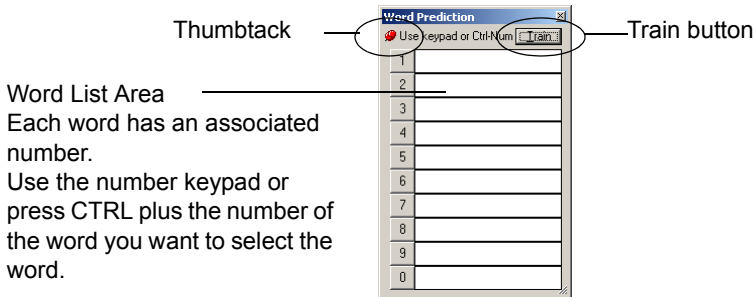 Thumbtack
Word Prediction
Train button
Use keypad or Ctrl-Num Train
1
Word List Area
2
Each word has an associated
3
number.
4
Use the number keypad or
5
press CTRL plus the number of
6
the word you want to select the
7
word.
8
9
0